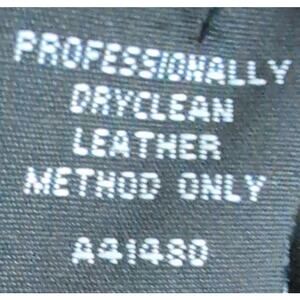 PROFESSIONALLY
DRYCLEAN
LEATHER
METHOD ONLY
A41480